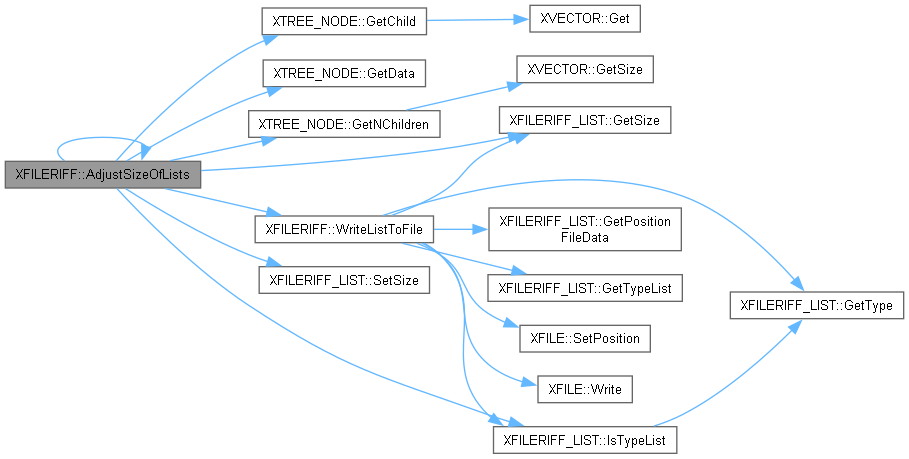 XTREE_NODE::GetChild
XVECTOR::Get
XTREE_NODE::GetData
XVECTOR::GetSize
XTREE_NODE::GetNChildren
XFILERIFF_LIST::GetSize
XFILERIFF::AdjustSizeOfLists
XFILERIFF::WriteListToFile
XFILERIFF_LIST::GetPosition
FileData
XFILERIFF_LIST::SetSize
XFILERIFF_LIST::GetTypeList
XFILERIFF_LIST::GetType
XFILE::SetPosition
XFILE::Write
XFILERIFF_LIST::IsTypeList